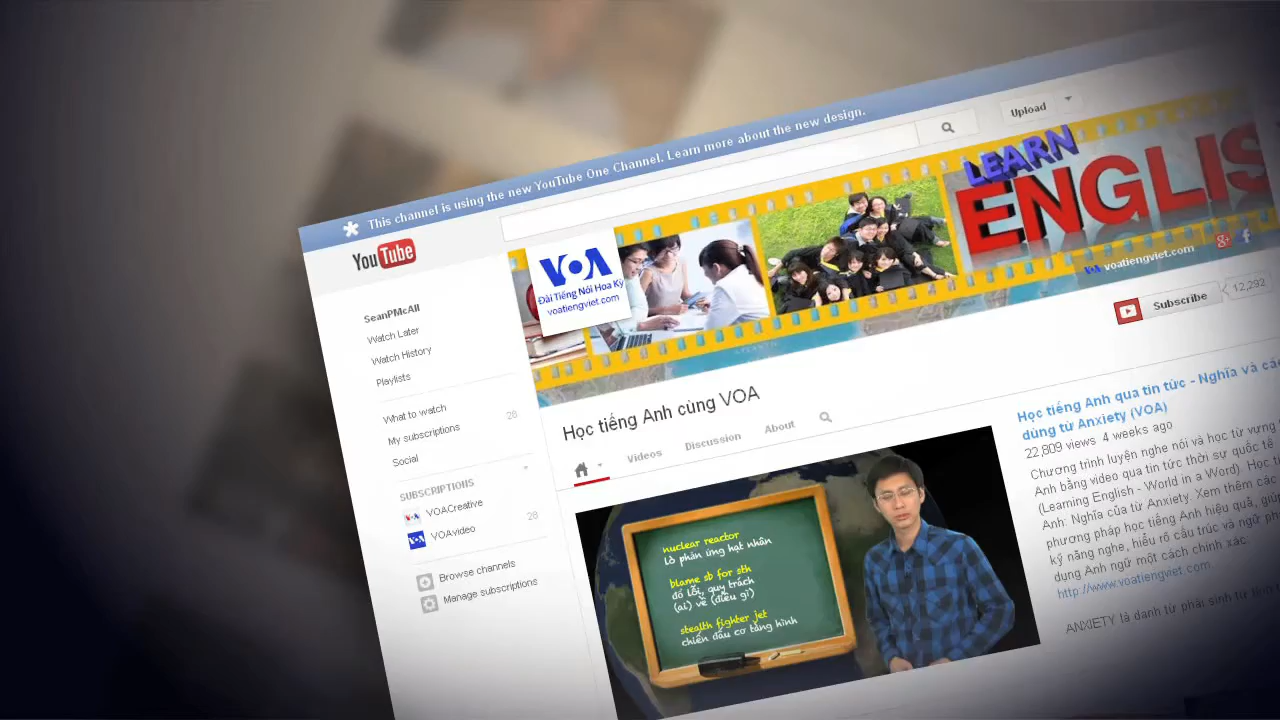 This channel is using the new YouTube One Channel. Learn more about the new design.
YouTube
Upload
SeanPMcAll
Watch Later
Watch History
Playlists
What to watch
28
My subscriptions
Social
SUBSCRIPTIONS
VOACreative
VOAvideo
28
Browse channels
Manage subscriptions
VOA
Đài Tiếng Nói Hoa Kỳ
voatiengviet.com
LEARN
ENGLIS
VOA voatiengviet.com
Subscribe
12,292
Học tiếng Anh cùng VOA
Videos
Discussion
About
nuclear reactor
lò phản ứng hạt nhân
blame sb for sth
đổ lỗi, quy trách
(ai) về (điều gì)
stealth fighter jet
chiến đấu cơ tàng hình
Học tiếng Anh qua tin tức - Nghĩa và các
dùng từ Anxiety (VOA)
22,809 views 4 weeks ago
Chương trình luyện nghe nói và học từ vựng
Anh bằng video qua tin tức thời sự quốc tế
(Learning English - World in a Word). Học
Anh: Nghĩa của từ Anxiety. Xem thêm các
phương pháp học tiếng Anh hiệu quả, giúp
kỹ năng nghe, hiểu rõ cấu trúc và ngữ
dụng Anh ngữ một cách chính xác.
http://www.voatiengviet.com
ANXIETY là danh từ phái sinh từ